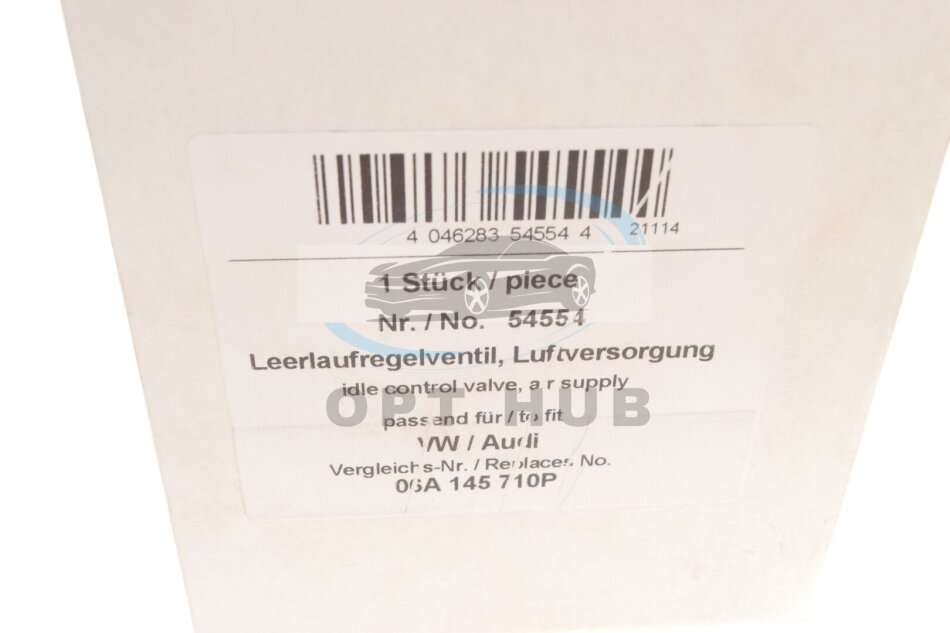 4 046283 54554 4
21114
1 Stück / piece
Nr. / No. 54554
Leerlaufregelventil, Luftversorgung
idle control valve, air supply
OPT HUB
passend für / to fit
VW / Audi
Vergleichs-Nr. / Replaces No.
06A 145 710P